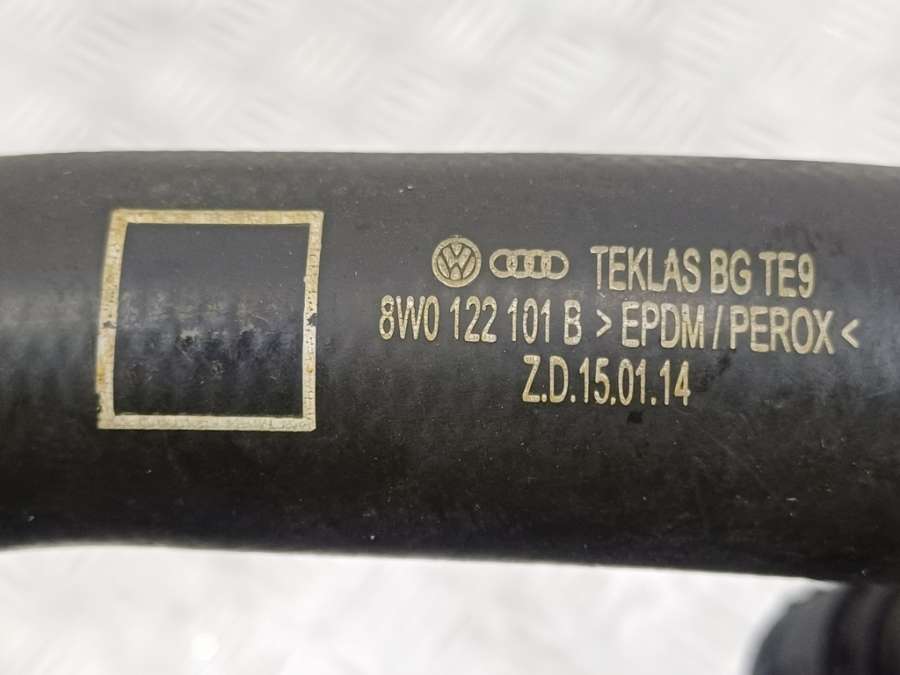 TEKLAS BG TE9
8W0 122 101 B > EPDM / PEROX <
Z.D.15.01.14